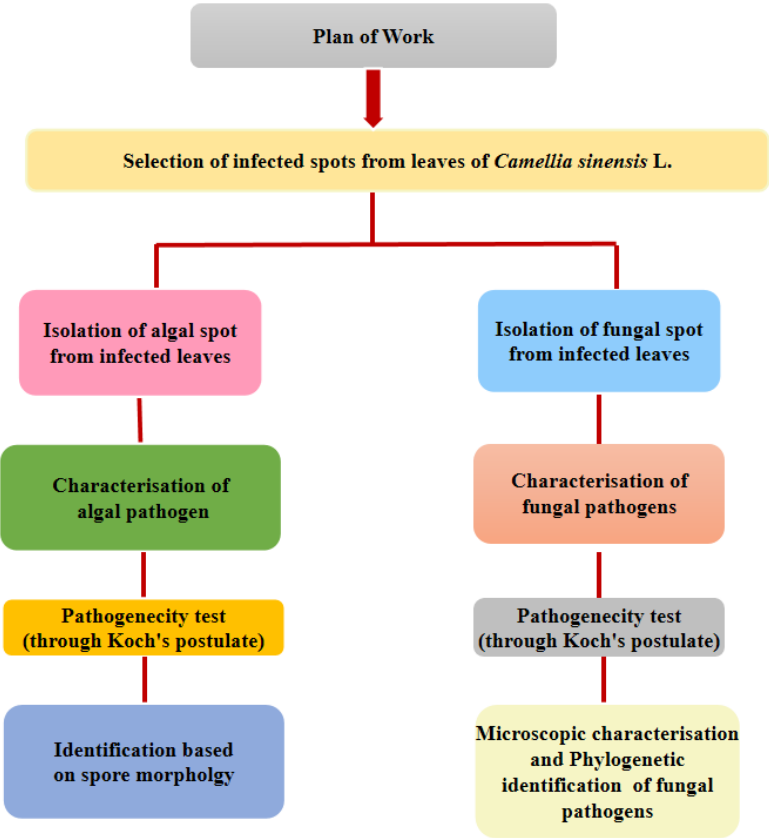 Plan of Work
Selection of infected spots from leaves of Camellia sinensis L.
Isolation of algal spot
from infected leaves
Isolation of fungal spot
from infected leaves
Characterisation of
algal pathogen
Characterisation of
fungal pathogens
Pathogenecity test
(through Koch's postulate)
Pathogenecity test
(through Koch's postulate)
Identification based
on spore morpholgy
Microscopic characterisation
and Phylogenetic
identification of fungal
pathogens